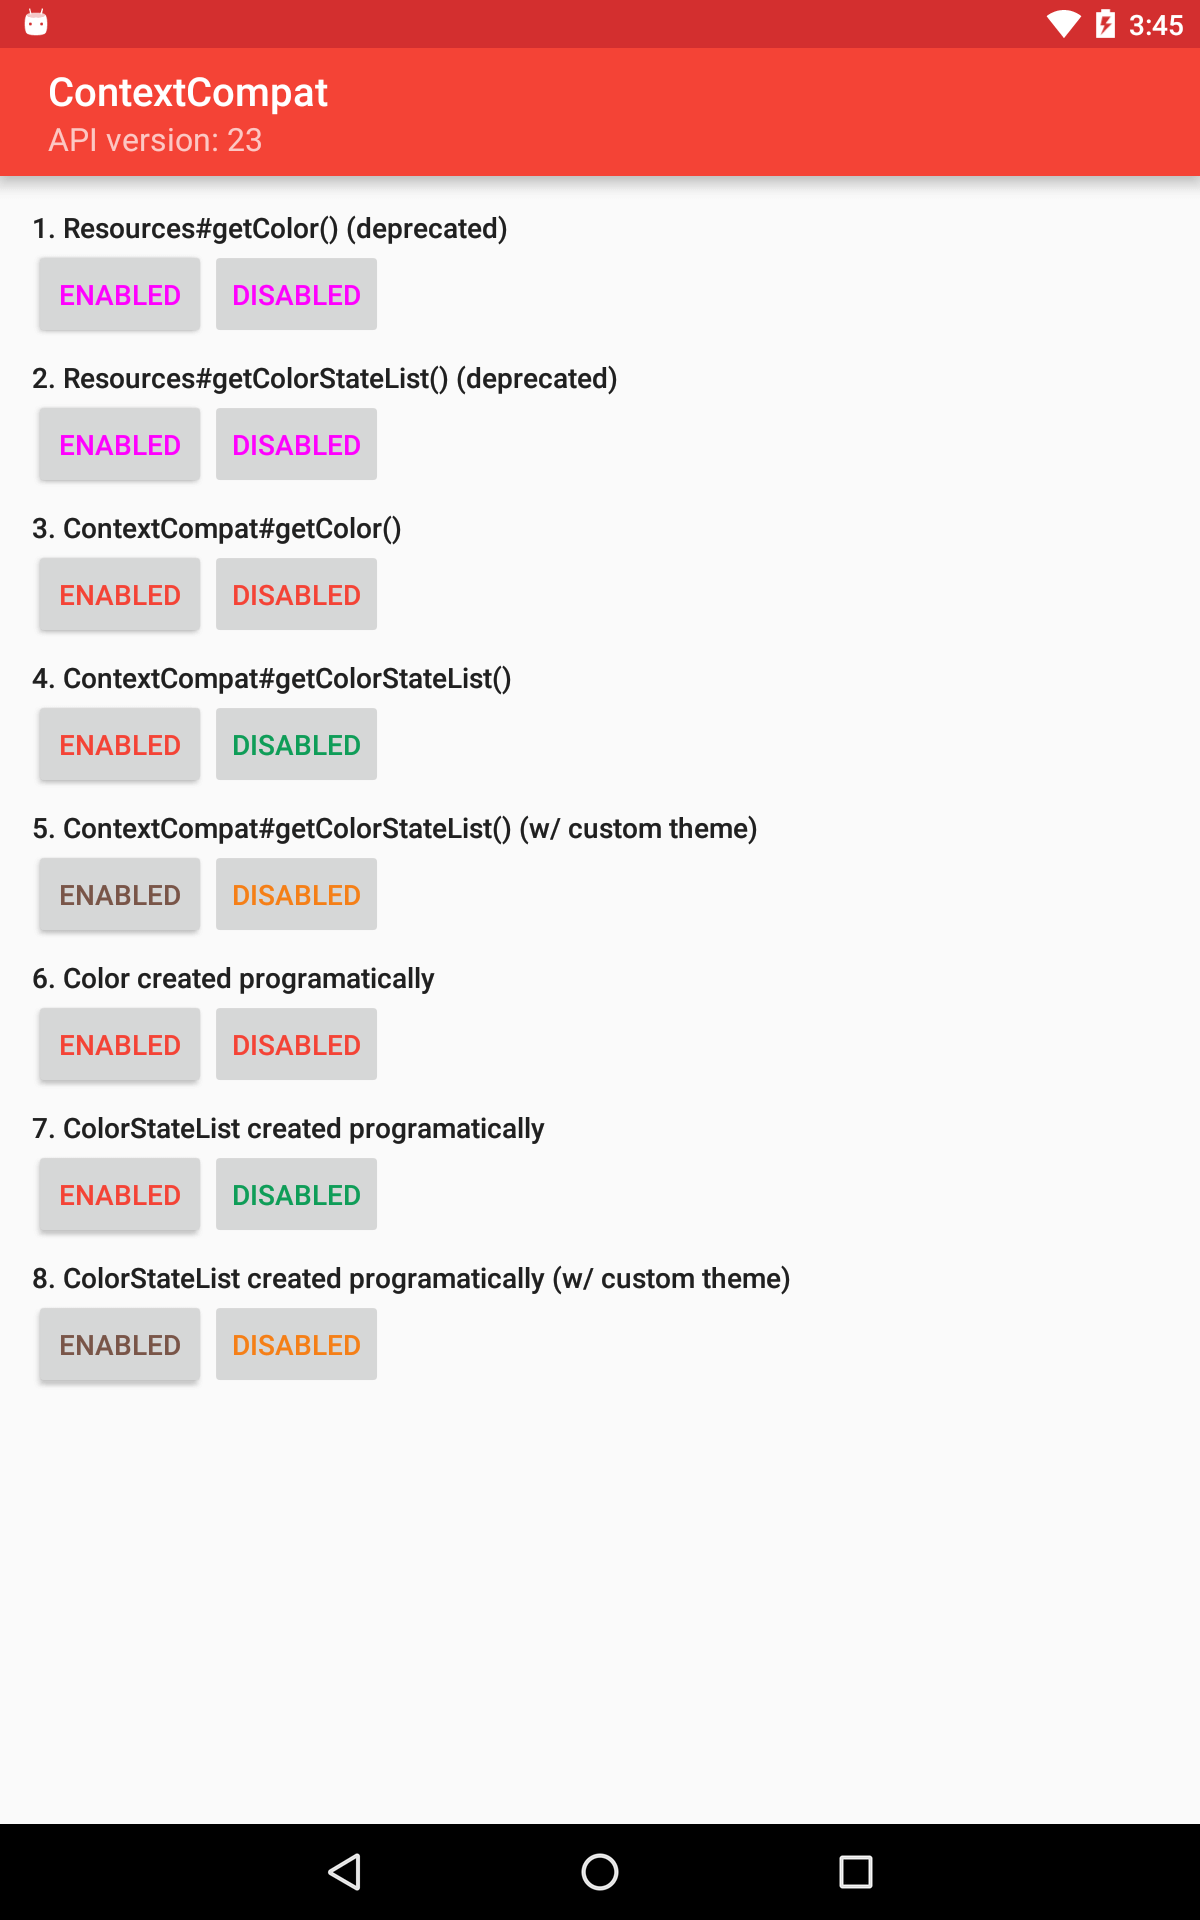 3:45
ContextCompat
API version: 23
1. Resources#getColor() (deprecated)
ENABLED DISABLED
2. Resources#getColorStateList() (deprecated)
ENABLED DISABLED
3. ContextCompat#getColor()
ENABLED DISABLED
4. ContextCompat#getColorStateList()
ENABLED DISABLED
5. ContextCompat#getColorStateList() (w/ custom theme)
ENABLED DISABLED
6. Color created programatically
ENABLED DISABLED
7. ColorStateList created programatically
ENABLED DISABLED
8. ColorStateList created programatically (w/ custom theme)
ENABLED DISABLED